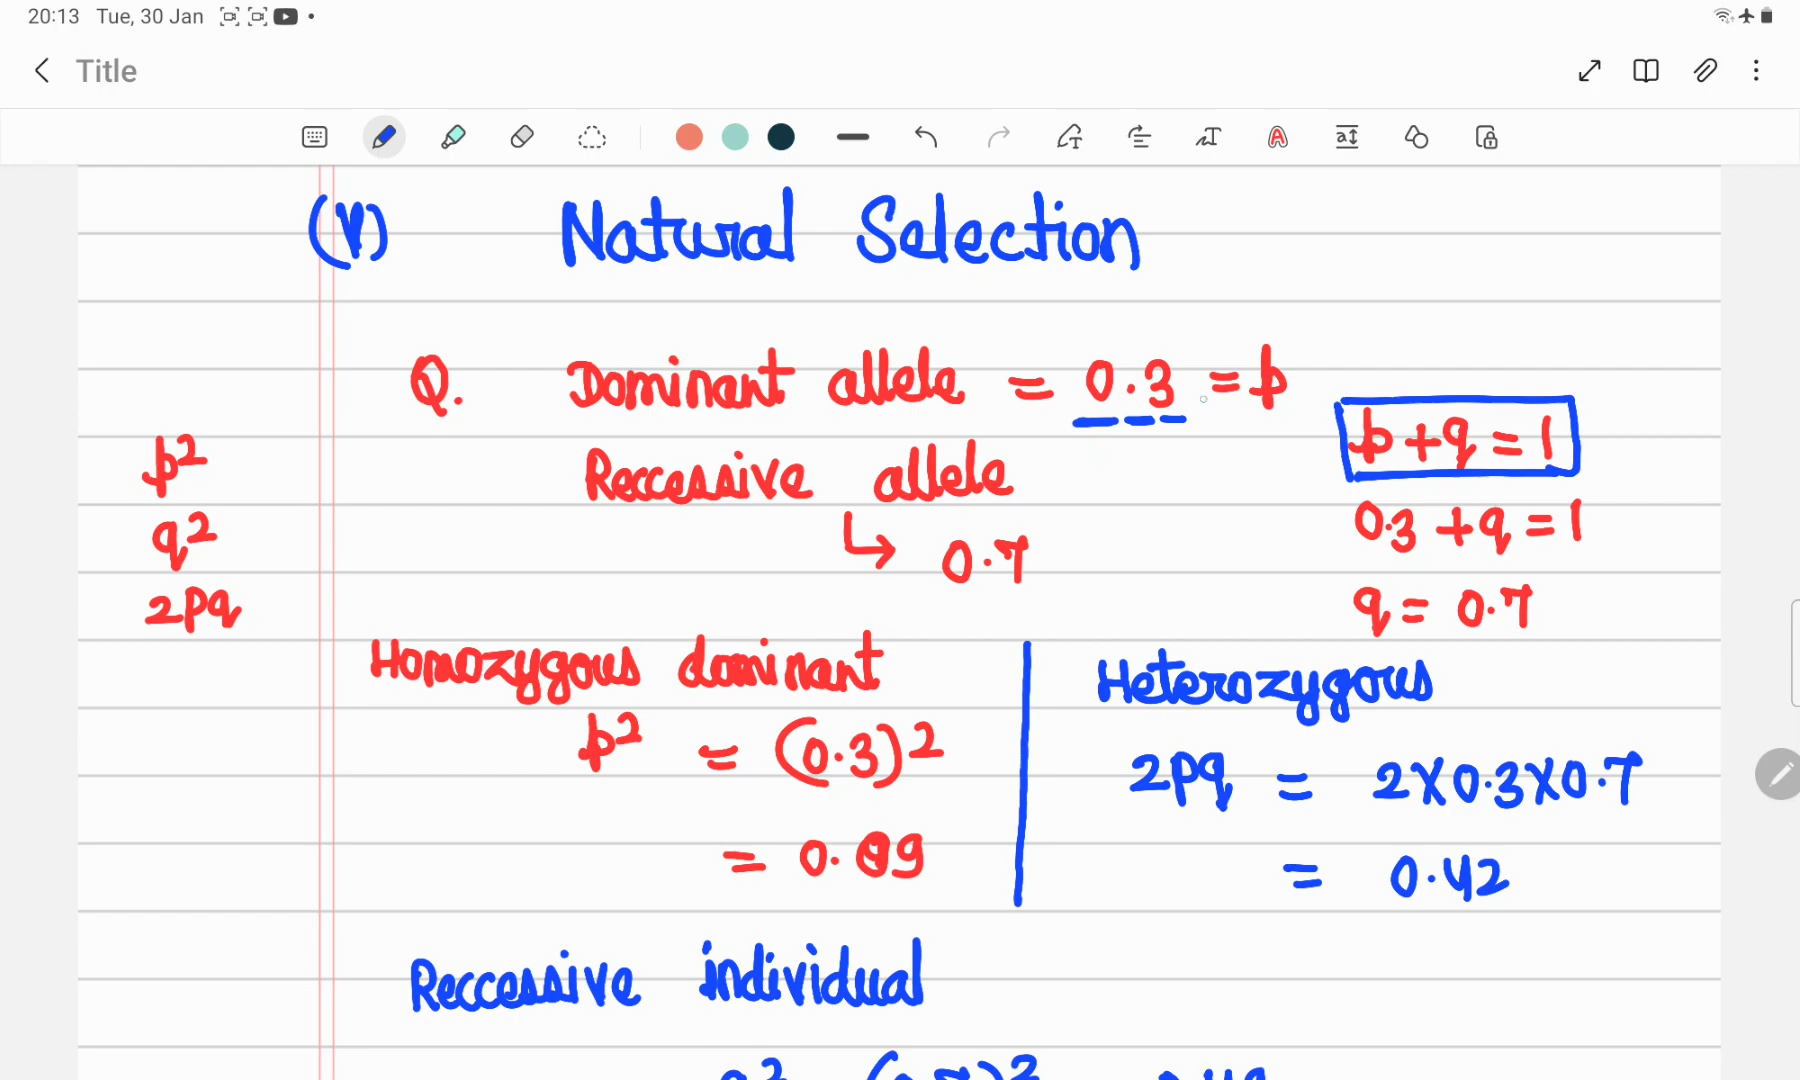 20:13 Tue, 30 Jan
Title
(V) Natural Selection
Q. Dominant allele = 0.3 = p
p + q = 1
p²
Reccessive allele
0.3 + q = 1
q²
↳ 0.7
2pq
q = 0.7
Homozygous dominant
Heterozygous
p² = (0.3)²
2pq = 2×0.3×0.7
= 0.09
= 0.42
Reccessive individual